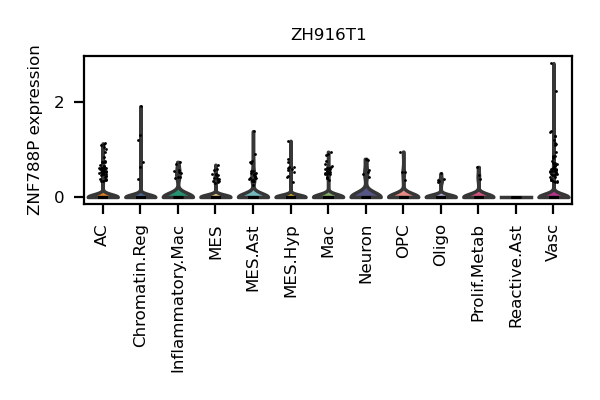 ZH916T1
ZNF788P expression
2
0
AC
Chromatin.Reg
Inflammatory.Mac
MES
MES.Ast
MES.Hyp
Mac
Neuron
OPC
Oligo
Prolif.Metab
Reactive.Ast
Vasc